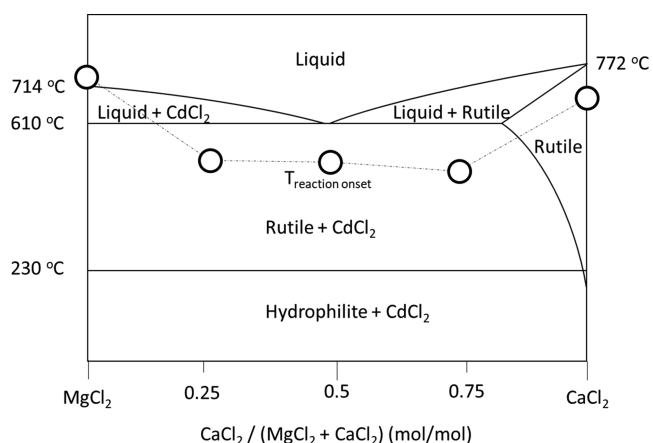 Liquid
772 °C
714 °C
Liquid + CdCl₂
Liquid + Rutile
610 °C
Rutile
T reaction onset
Rutile + CdCl₂
230 °C
Hydrophilite + CdCl₂
0.25
0.5
0.75
MgCl₂
CaCl₂
CaCl₂ / (MgCl₂ + CaCl₂) (mol/mol)